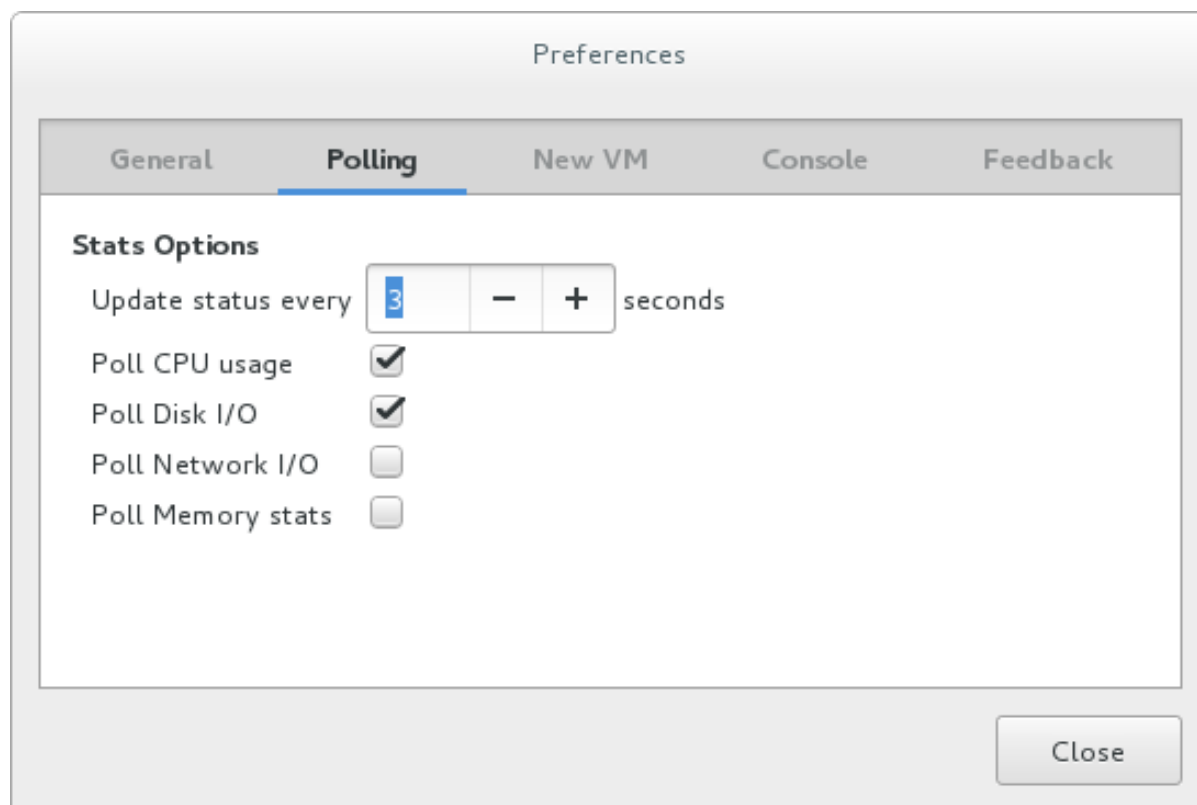 Preferences
General Polling New VM Console Feedback
Stats Options
Update status every 3 − + seconds
Poll CPU usage
Poll Disk I/O
Poll Network I/O
Poll Memory stats
Close